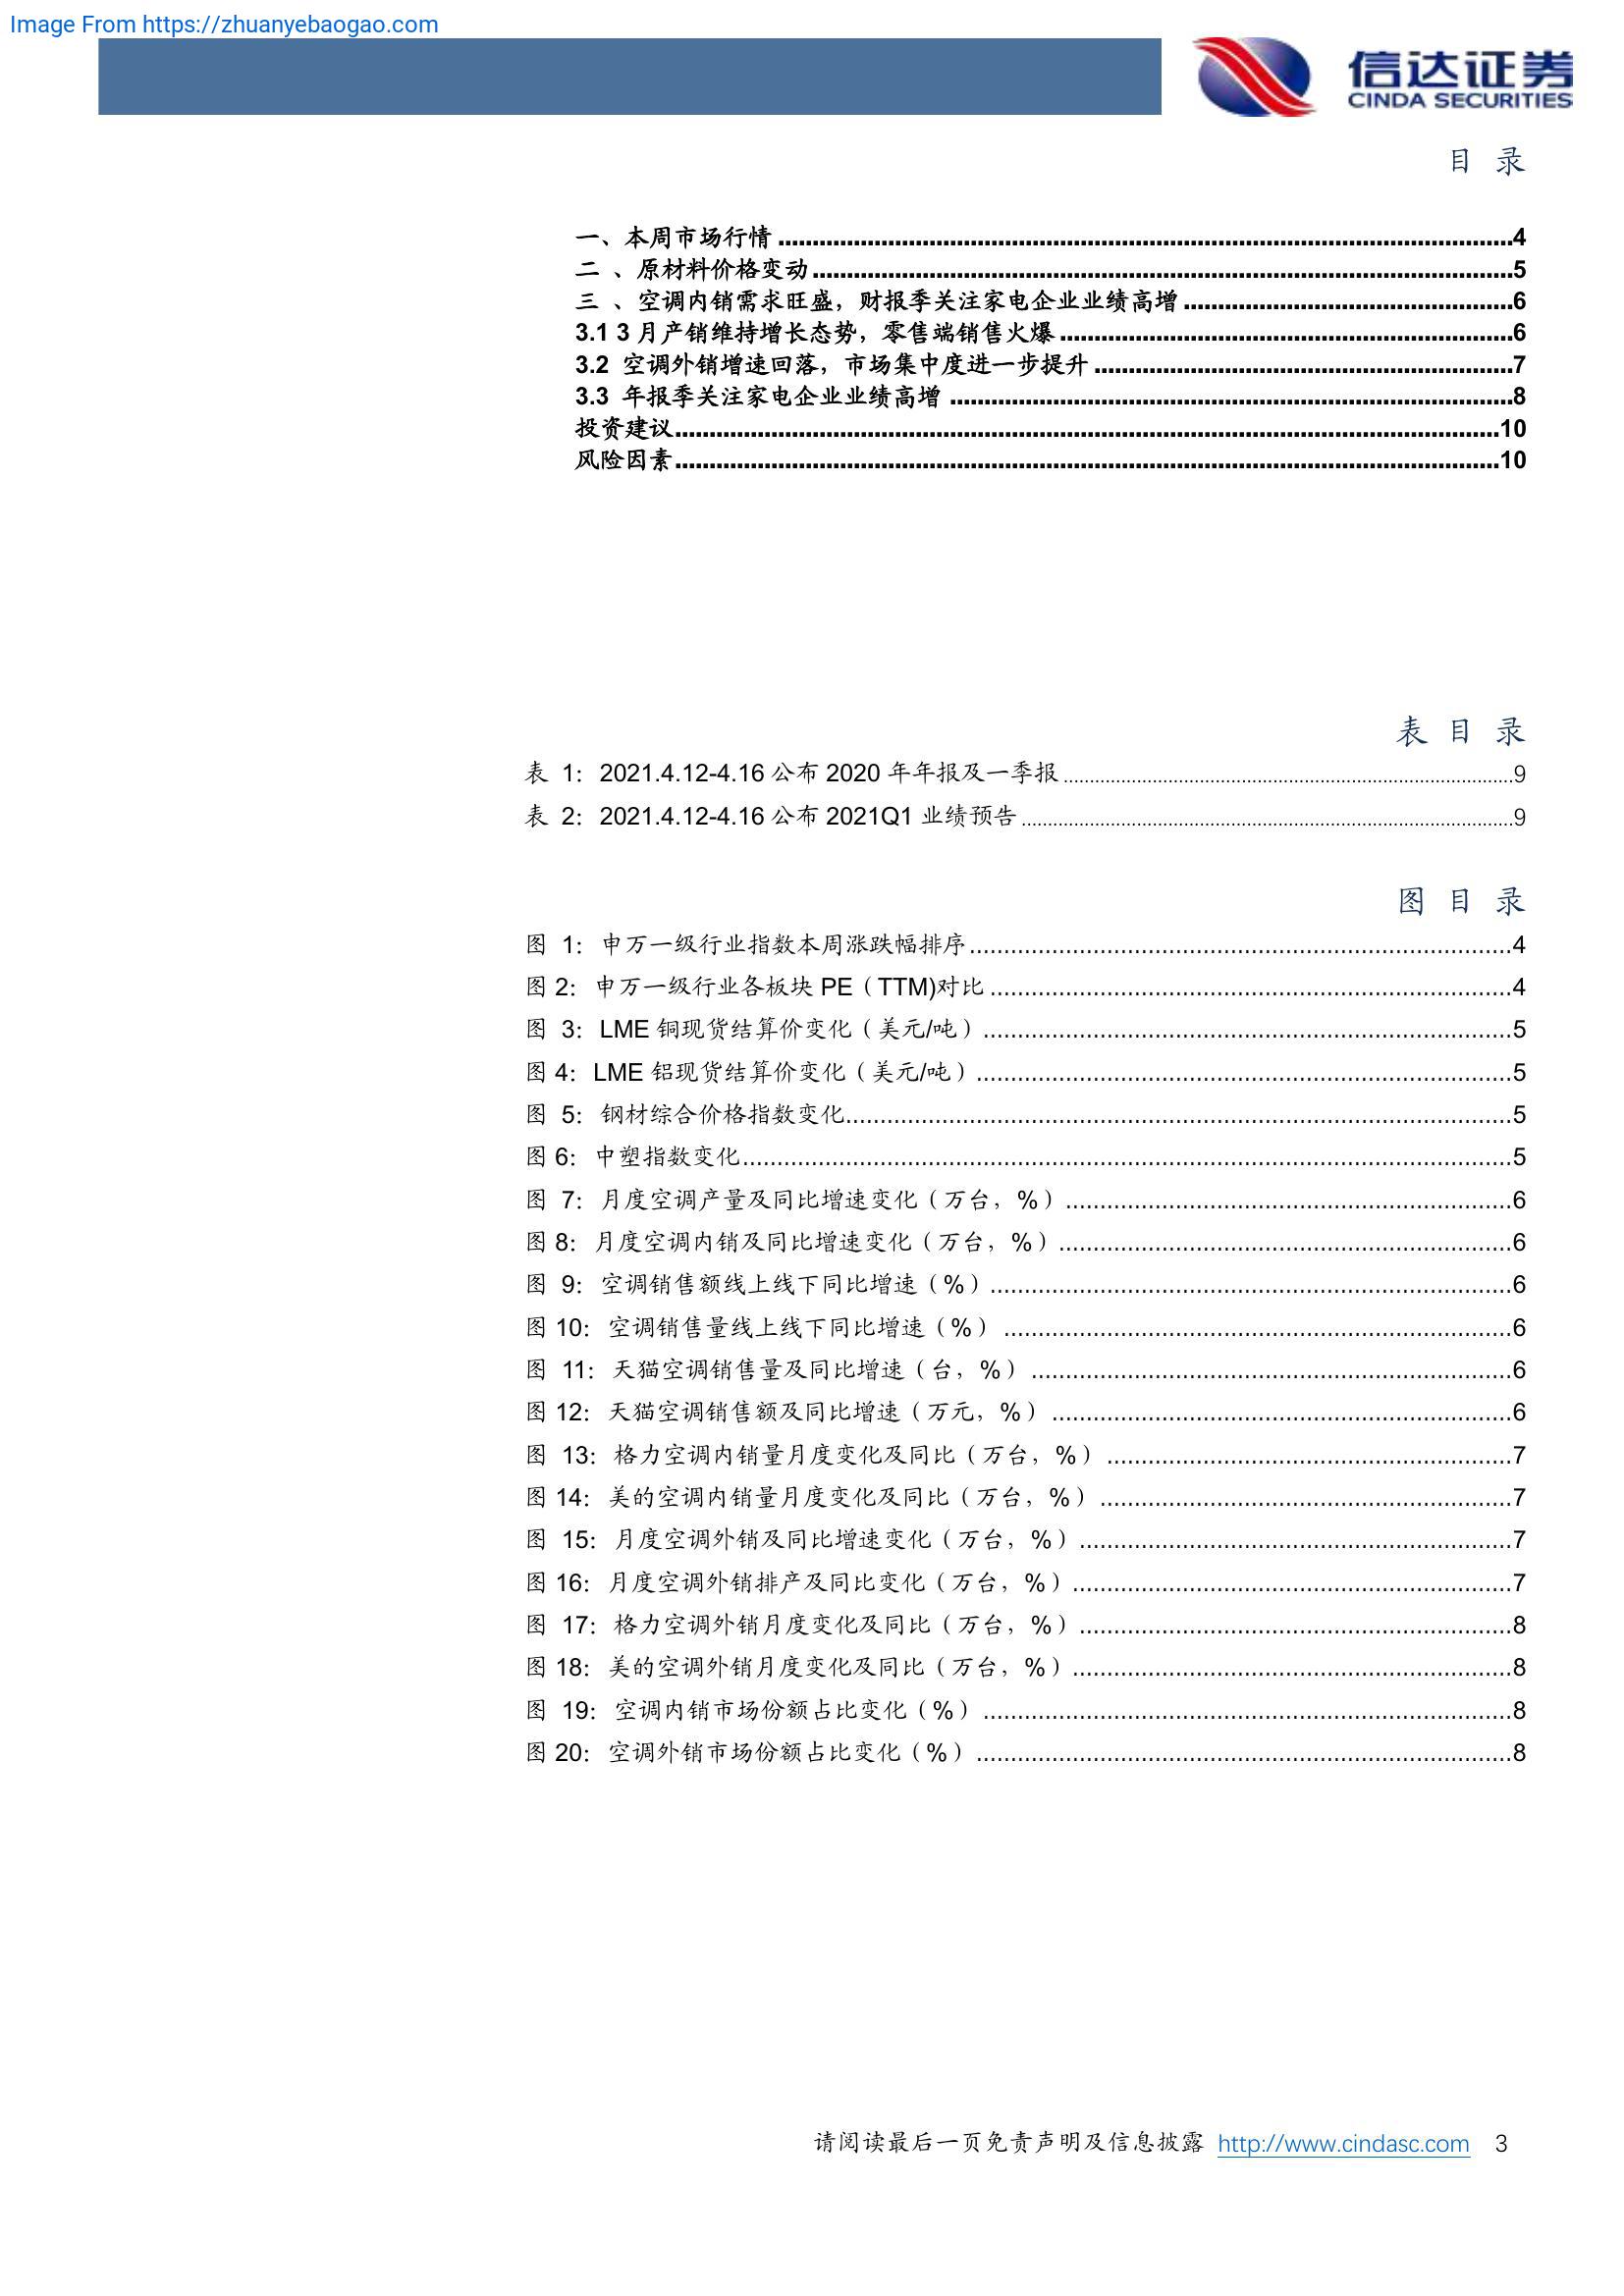 Image From https://zhuanyebaogao.com
信达证券
CINDA SECURITIES
目 录
一、本周市场行情 ........ 4
二 、原材料价格变动 ........ 5
三 、空调内销需求旺盛，财报季关注家电企业业绩高增 ........ 6
3.1 3 月产销维持增长态势，零售端销售火爆 ........ 6
3.2 空调外销增速回落，市场集中度进一步提升 ........ 7
3.3 年报季关注家电企业业绩高增 ........ 8
投资建议 ........ 10
风险因素 ........ 10
表 目 录
表 1：2021.4.12-4.16 公布 2020 年年报及一季报 ........ 9
表 2：2021.4.12-4.16 公布 2021Q1 业绩预告 ........ 9
图 目 录
图 1：申万一级行业指数本周涨跌幅排序 ........ 4
图 2：申万一级行业各板块 PE（TTM)对比 ........ 4
图 3：LME 铜现货结算价变化（美元/吨） ........ 5
图 4：LME 铝现货结算价变化（美元/吨） ........ 5
图 5：钢材综合价格指数变化 ........ 5
图 6：中塑指数变化 ........ 5
图 7：月度空调产量及同比增速变化（万台，%） ........ 6
图 8：月度空调内销及同比增速变化（万台，%） ........ 6
图 9：空调销售额线上线下同比增速（%） ........ 6
图 10：空调销售量线上线下同比增速（%） ........ 6
图 11：天猫空调销售量及同比增速（台，%） ........ 6
图 12：天猫空调销售额及同比增速（万元，%） ........ 6
图 13：格力空调内销量月度变化及同比（万台，%） ........ 7
图 14：美的空调内销量月度变化及同比（万台，%） ........ 7
图 15：月度空调外销及同比增速变化（万台，%） ........ 7
图 16：月度空调外销排产及同比变化（万台，%） ........ 7
图 17：格力空调外销月度变化及同比（万台，%） ........ 8
图 18：美的空调外销月度变化及同比（万台，%） ........ 8
图 19：空调内销市场份额占比变化（%） ........ 8
图 20：空调外销市场份额占比变化（%） ........ 8
请阅读最后一页免责声明及信息披露 http://www.cindasc.com 3